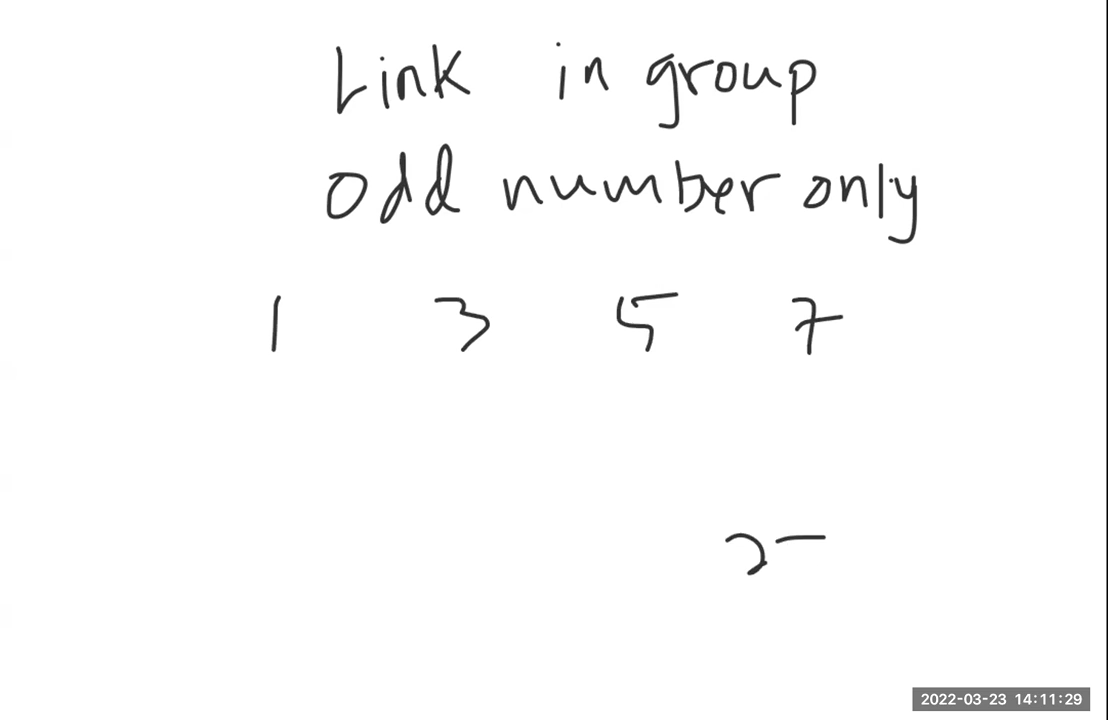 Link in group
odd number only
1 3 5 7
2022-03-23 14:11:29